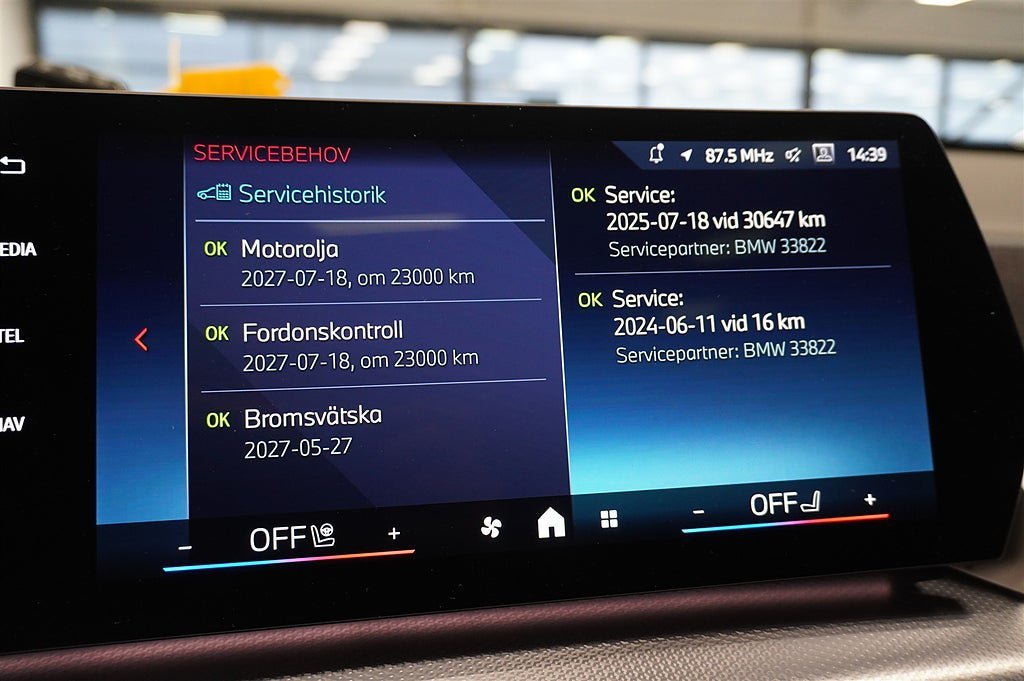 87.5 MHz 14:39
EDIA
TEL
AV
SERVICEBEHOV
Servicehistorik
OK Motorolja
2027-07-18, om 23000 km
OK Fordonskontroll
2027-07-18, om 23000 km
OK Bromsvätska
2027-05-27
OK Service:
2025-07-18 vid 30647 km
Servicepartner: BMW 33822
OK Service:
2024-06-11 vid 16 km
Servicepartner: BMW 33822
- OFF +
- OFF +